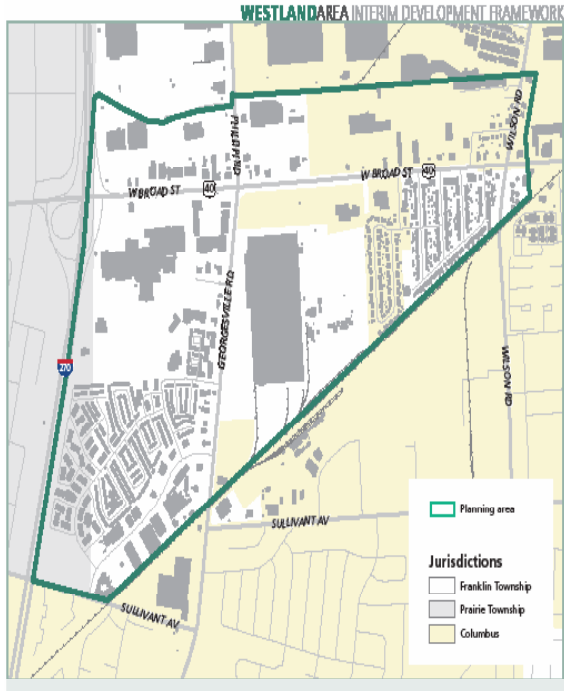 WESTLANDAREA INTERIM DEVELOPMENT FRAMEWORK
WILSON RD
PHILLIPI RD
W BROAD ST
40
W BROAD ST
40
GEORGESVILLE RD.
270
WILSON RD
Planning area
SULLIVANT AV
Jurisdictions
Franklin Township
Prairie Township
SULLIVANT AV
Columbus